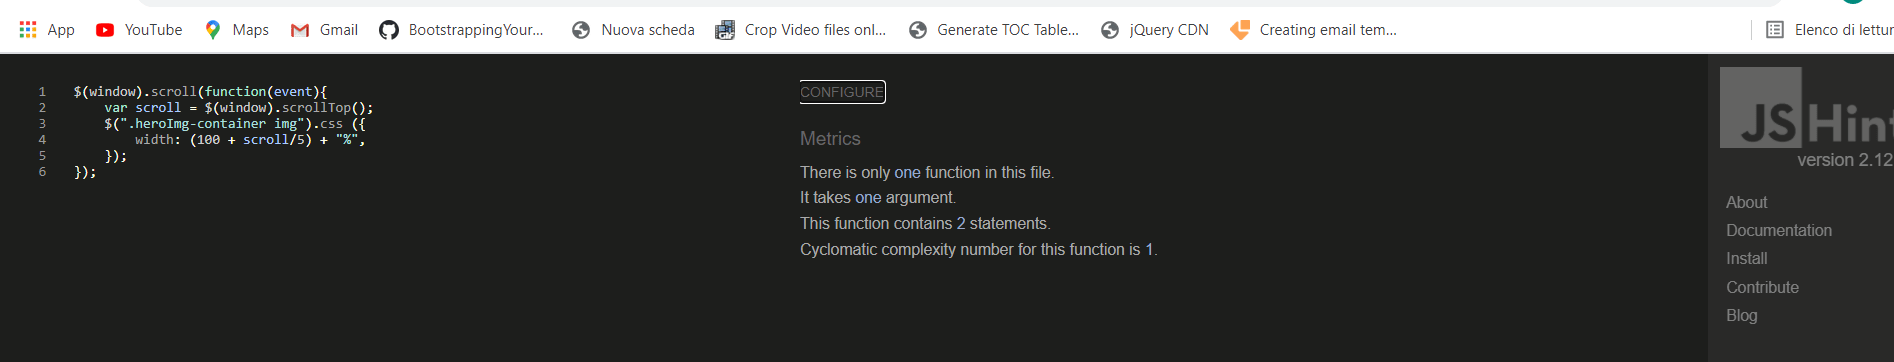 App YouTube Maps Gmail BootstrappingYour... Nuova scheda Crop Video files onl... Generate TOC Table... jQuery CDN Creating email tem... Elenco di lettur
1 $(window).scroll(function(event){
2 var scroll = $(window).scrollTop();
3 $(".heroImg-container img").css ({
4 width: (100 + scroll/5) + "%",
5 });
6 });
CONFIGURE
Metrics
There is only one function in this file.
It takes one argument.
This function contains 2 statements.
Cyclomatic complexity number for this function is 1.
JSHint
version 2.12
About
Documentation
Install
Contribute
Blog